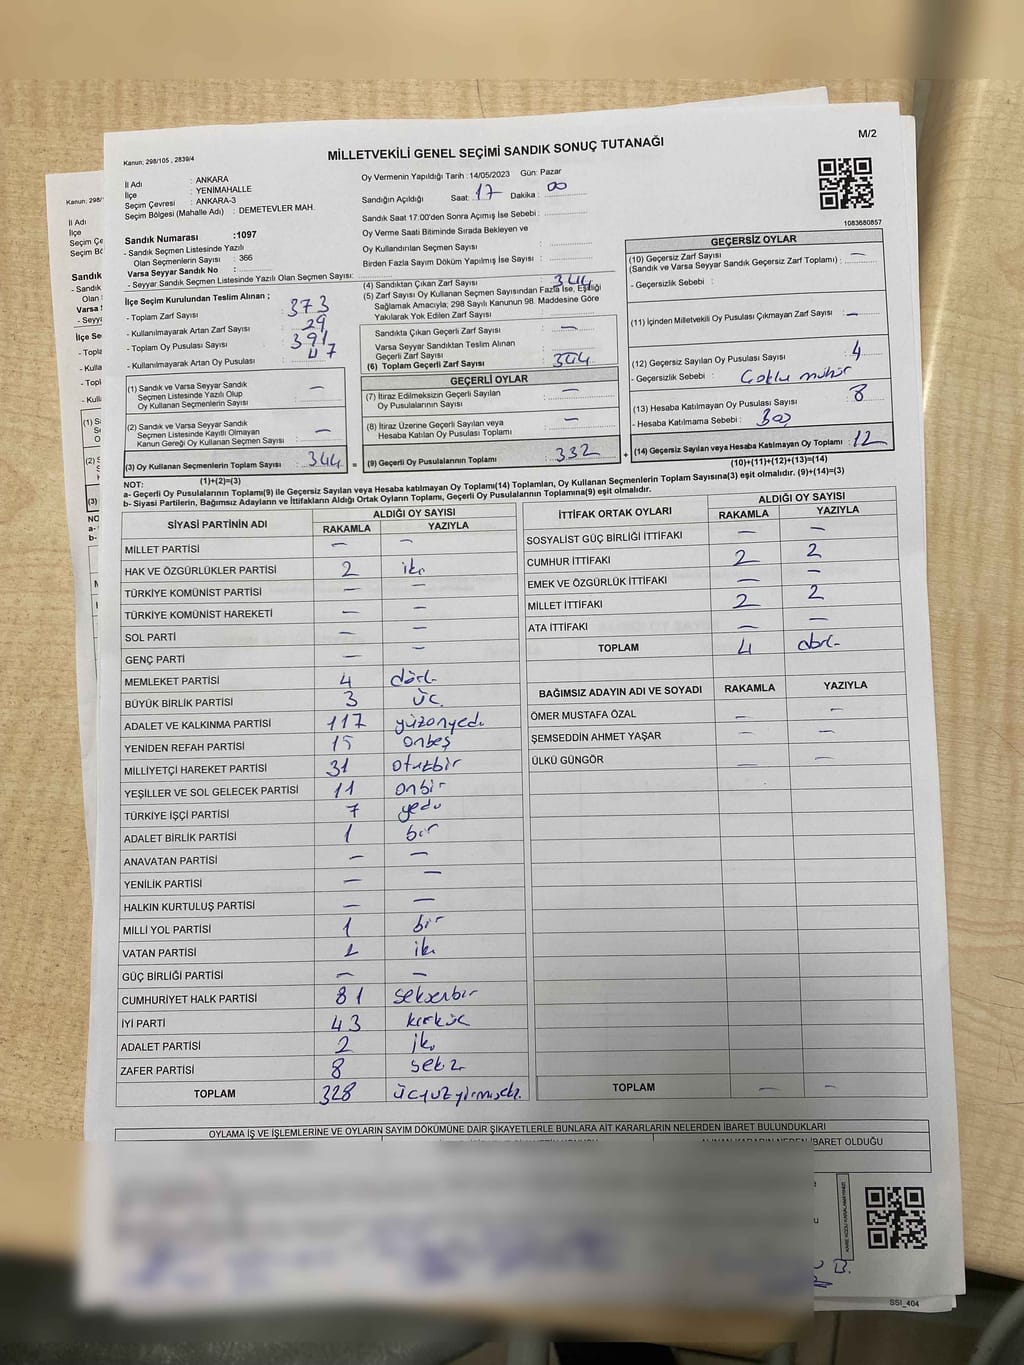 M/2
Kanun; 298/105 , 2839/4
MİLLETVEKİLİ GENEL SEÇİMİ SANDIK SONUÇ TUTANAĞI
İl Adı : ANKARA
İlçe : YENİMAHALLE
Seçim Çevresi : ANKARA-3
Seçim Bölgesi (Mahalle Adı) : DEMETEVLER MAH.
Oy Vermenin Yapıldığı Tarih : 14/05/2023 Gün: Pazar
Sandığın Açıldığı Saat : 17 Dakika : 00
Sandık Saat 17:00'den Sonra Açımış İse Sebebi :
Oy Verme Saati Bitiminde Sırada Bekleyen ve
Oy Kullandırılan Seçmen Sayısı
Birden Fazla Sayım Döküm Yapılmış İse Sayısı :
1083680857
Sandık Numarası :1097
- Sandık Seçmen Listesinde Yazılı
Olan Seçmenlerin Sayısı : 366
Varsa Seyyar Sandık No :
- Seyyar Sandık Seçmen Listesinde Yazılı Olan Seçmen Sayısı:
İlçe Seçim Kurulundan Teslim Alınan ;
- Toplam Zarf Sayısı : 373
- Kullanılmayarak Artan Zarf Sayısı : 29
- Toplam Oy Pusulası Sayısı : 391
- Kullanılmayarak Artan Oy Pusulası : 47
(1) Sandık ve Varsa Seyyar Sandık
Seçmen Listesinde Yazılı Olup
Oy Kullanan Seçmenlerin Sayısı : —
(2) Sandık ve Varsa Seyyar Sandık
Seçmen Listesinde Kayıtlı Olmayan
Kanun Gereği Oy Kullanan Seçmen Sayısı : —
(3) Oy Kullanan Seçmenlerin Toplam Sayısı : 344 =
(1)+(2)=(3)
(4) Sandıktan Çıkan Zarf Sayısı : 344
(5) Zarf Sayısı Oy Kullanan Seçmen Sayısından Fazla İse, Eşitliği
Sağlamak Amacıyla; 298 Sayılı Kanunun 98. Maddesine Göre
Yakılarak Yok Edilen Zarf Sayısı :
Sandıkta Çıkan Geçerli Zarf Sayısı : —
Varsa Seyyar Sandıktan Teslim Alınan
Geçerli Zarf Sayısı : —
(6) Toplam Geçerli Zarf Sayısı : 344
GEÇERLİ OYLAR
(7) İtiraz Edilmeksizin Geçerli Sayılan
Oy Pusulalarının Sayısı : —
(8) İtiraz Üzerine Geçerli Sayılan veya
Hesaba Katılan Oy Pusulası Toplamı : —
(9) Geçerli Oy Pusulalarının Toplamı : 332 +
GEÇERSİZ OYLAR
(10) Geçersiz Zarf Sayısı
(Sandık ve Varsa Seyyar Sandık Geçersiz Zarf Toplamı) : —
- Geçersizlik Sebebi :
(11) İçinden Milletvekili Oy Pusulası Çıkmayan Zarf Sayısı : —
(12) Geçersiz Sayılan Oy Pusulası Sayısı : 4
- Geçersizlik Sebebi : Çoklu mühür
(13) Hesaba Katılmayan Oy Pusulası Sayısı : 8
- Hesaba Katılmama Sebebi : Boş
(14) Geçersiz Sayılan veya Hesaba Katılmayan Oy Toplamı : 12
(10)+(11)+(12)+(13)=(14)
NOT:
a- Geçerli Oy Pusulalarının Toplamı(9) ile Geçersiz Sayılan veya Hesaba katılmayan Oy Toplamı(14) Toplamları, Oy Kullanan Seçmenlerin Toplam Sayısına(3) eşit olmalıdır. (9)+(14)=(3)
b- Siyasi Partilerin, Bağımsız Adayların ve İttifakların Aldığı Ortak Oyların Toplamı, Geçerli Oy Pusulalarının Toplamına(9) eşit olmalıdır.
SİYASİ PARTİNİN ADI ALDIĞI OY SAYISI
RAKAMLA YAZIYLA
MİLLET PARTİSİ — —
HAK VE ÖZGÜRLÜKLER PARTİSİ 2 iki
TÜRKİYE KOMÜNİST PARTİSİ — —
TÜRKİYE KOMÜNİST HAREKETİ — —
SOL PARTİ — —
GENÇ PARTİ — —
MEMLEKET PARTİSİ 4 dört
BÜYÜK BİRLİK PARTİSİ 3 üç
ADALET VE KALKINMA PARTİSİ 117 yüzonyedi
YENİDEN REFAH PARTİSİ 15 onbeş
MİLLİYETÇİ HAREKET PARTİSİ 31 otuzbir
YEŞİLLER VE SOL GELECEK PARTİSİ 11 onbir
TÜRKİYE İŞÇİ PARTİSİ 7 yedi
ADALET BİRLİK PARTİSİ 1 bir
ANAVATAN PARTİSİ — —
YENİLİK PARTİSİ — —
HALKIN KURTULUŞ PARTİSİ — —
MİLLİ YOL PARTİSİ 1 bir
VATAN PARTİSİ 2 iki
GÜÇ BİRLİĞİ PARTİSİ — —
CUMHURİYET HALK PARTİSİ 81 seksenbir
İYİ PARTİ 43 kırküç
ADALET PARTİSİ 2 iki
ZAFER PARTİSİ 8 sekiz
TOPLAM 328 üçyüzyirmisekiz
İTTİFAK ORTAK OYLARI ALDIĞI OY SAYISI
RAKAMLA YAZIYLA
SOSYALİST GÜÇ BİRLİĞİ İTTİFAKI — —
CUMHUR İTTİFAKI 2 2
EMEK VE ÖZGÜRLÜK İTTİFAKI — —
MİLLET İTTİFAKI 2 2
ATA İTTİFAKI — —
TOPLAM 4 dört
BAĞIMSIZ ADAYIN ADI VE SOYADI RAKAMLA YAZIYLA
ÖMER MUSTAFA ÖZAL — —
ŞEMSEDDİN AHMET YAŞAR — —
ÜLKÜ GÜNGÖR — —
TOPLAM — —
OYLAMA İŞ VE İŞLEMLERİNE VE OYLARIN SAYIM DÖKÜMÜNE DAİR ŞİKAYETLERLE BUNLARA AİT KARARLARIN NELERDEN İBARET BULUNDUKLARI
ALINAN KARARIN NEDEN İBARET OLDUĞU
SSİ_404